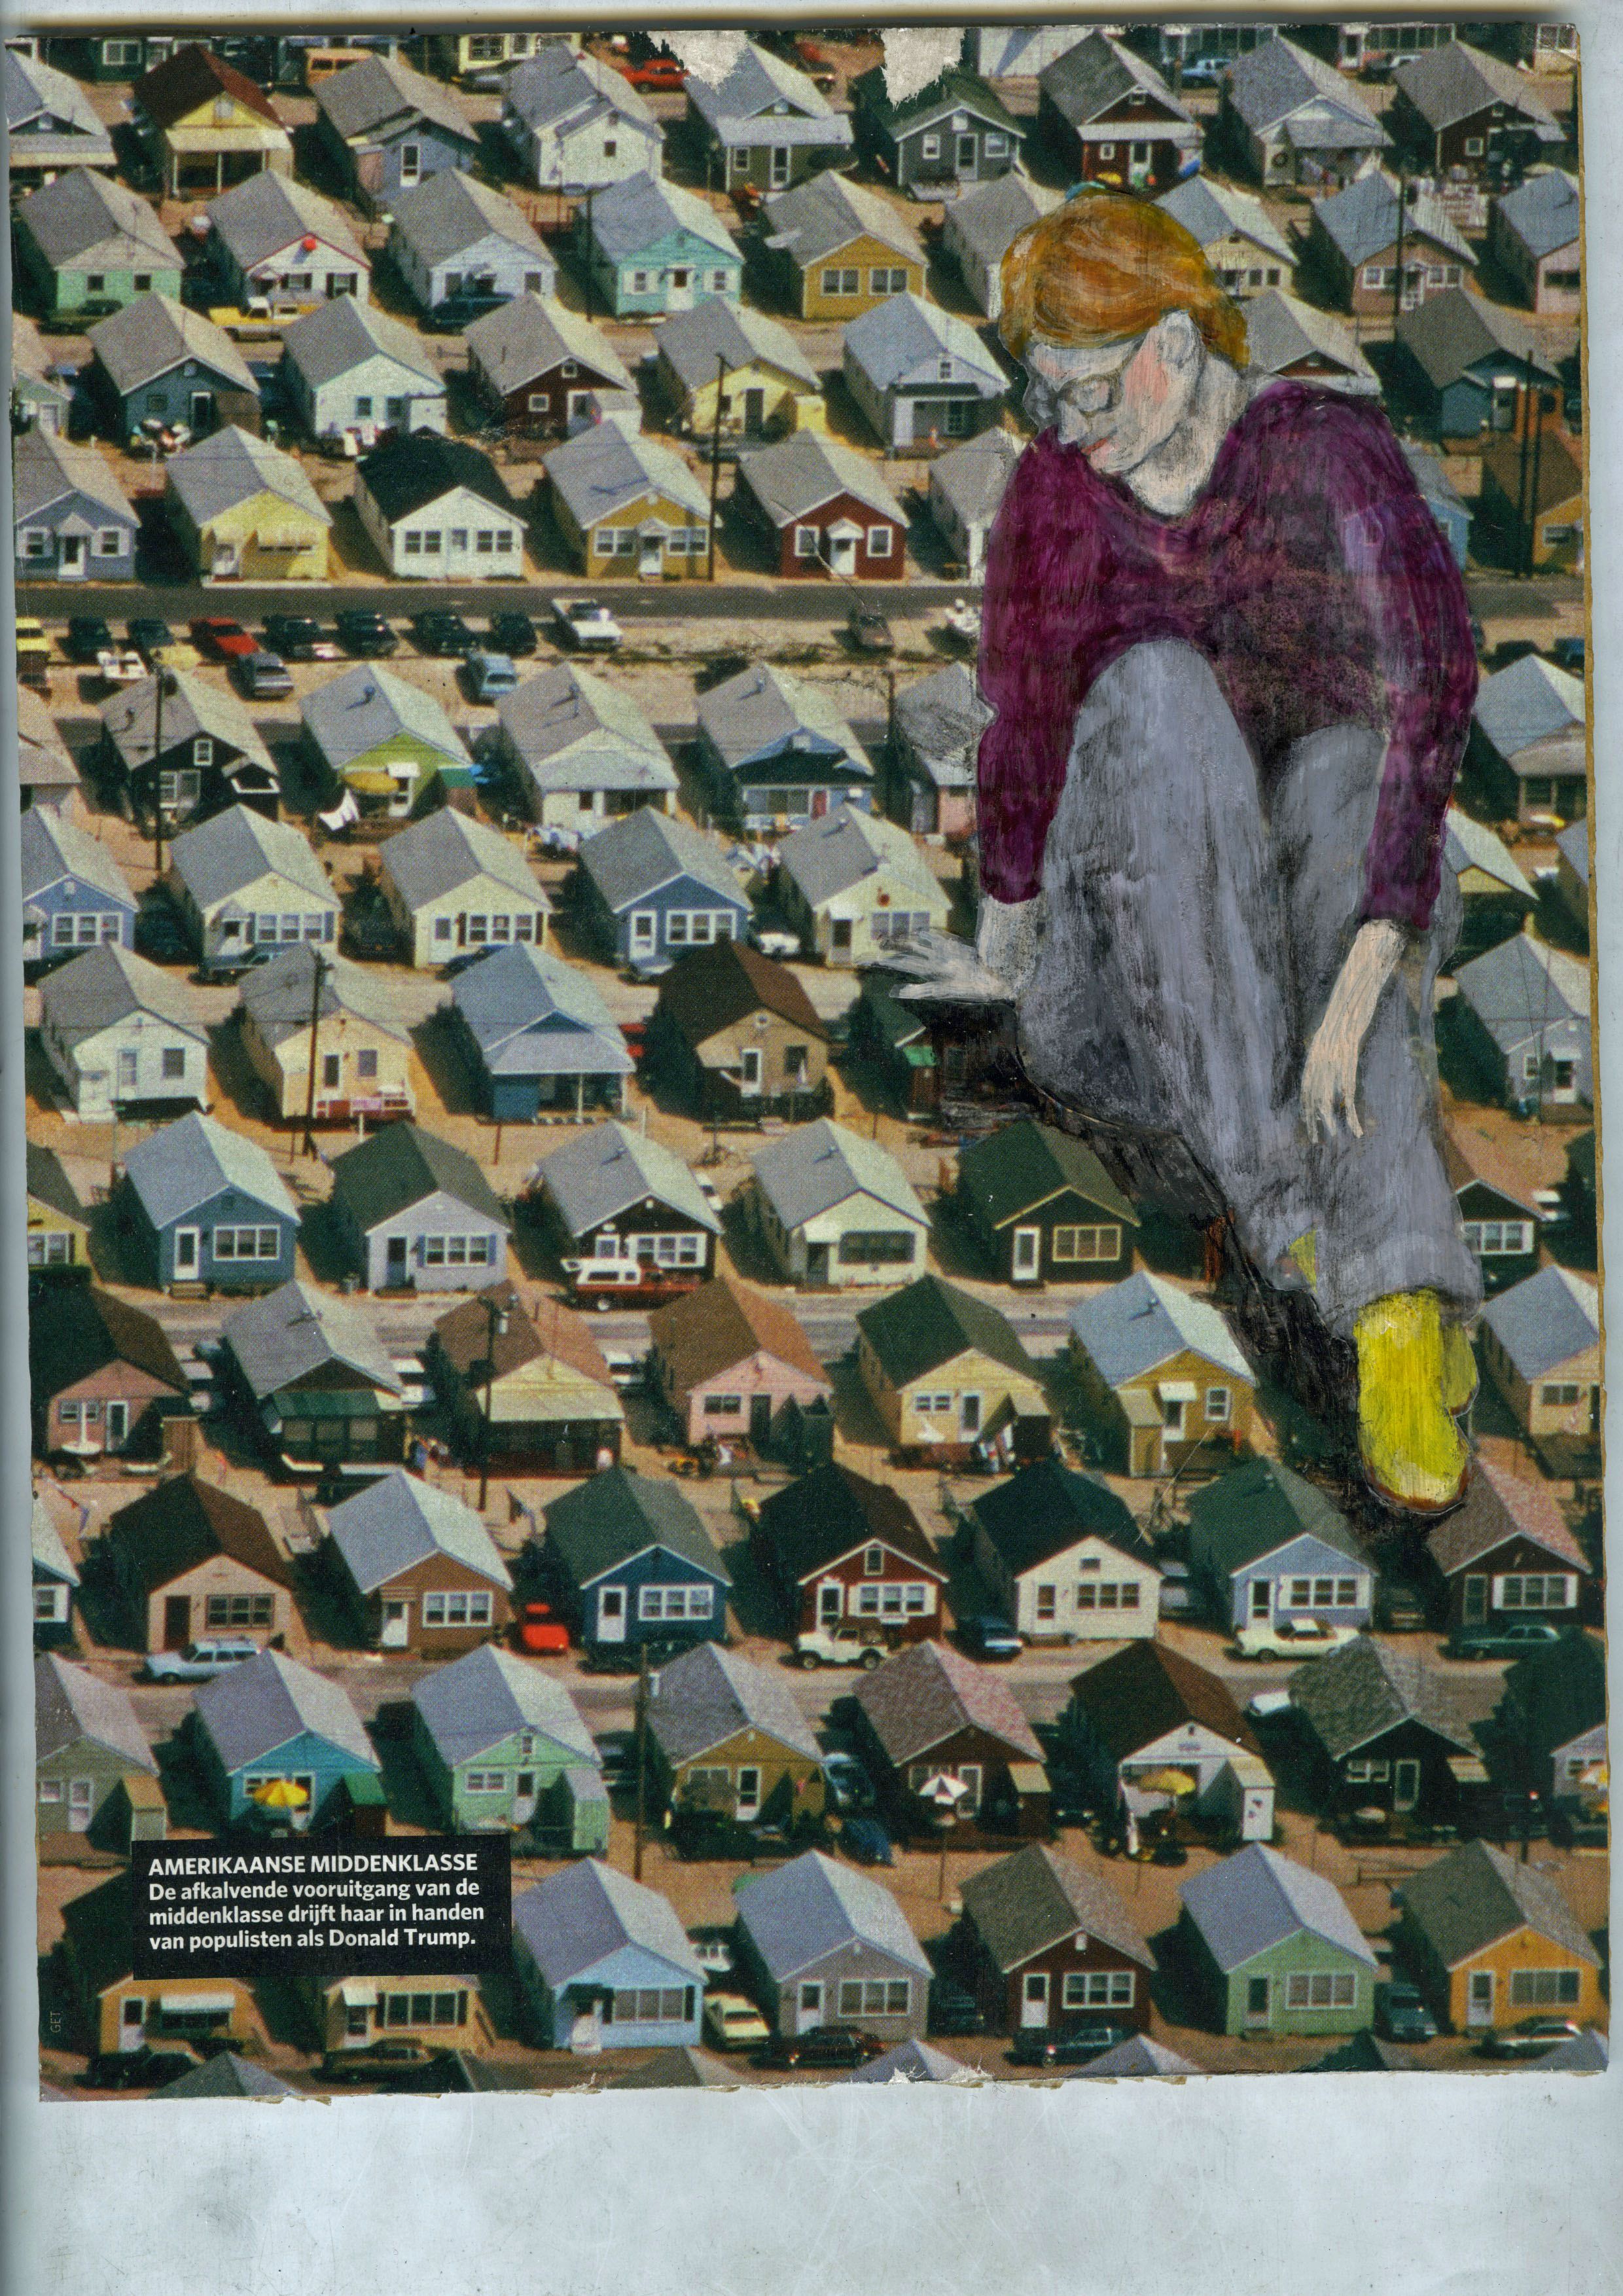 AMERIKAANSE MIDDENKLASSE
De afkalvende vooruitgang van de
middenklasse drijft haar in handen
van populisten als Donald Trump.
GET